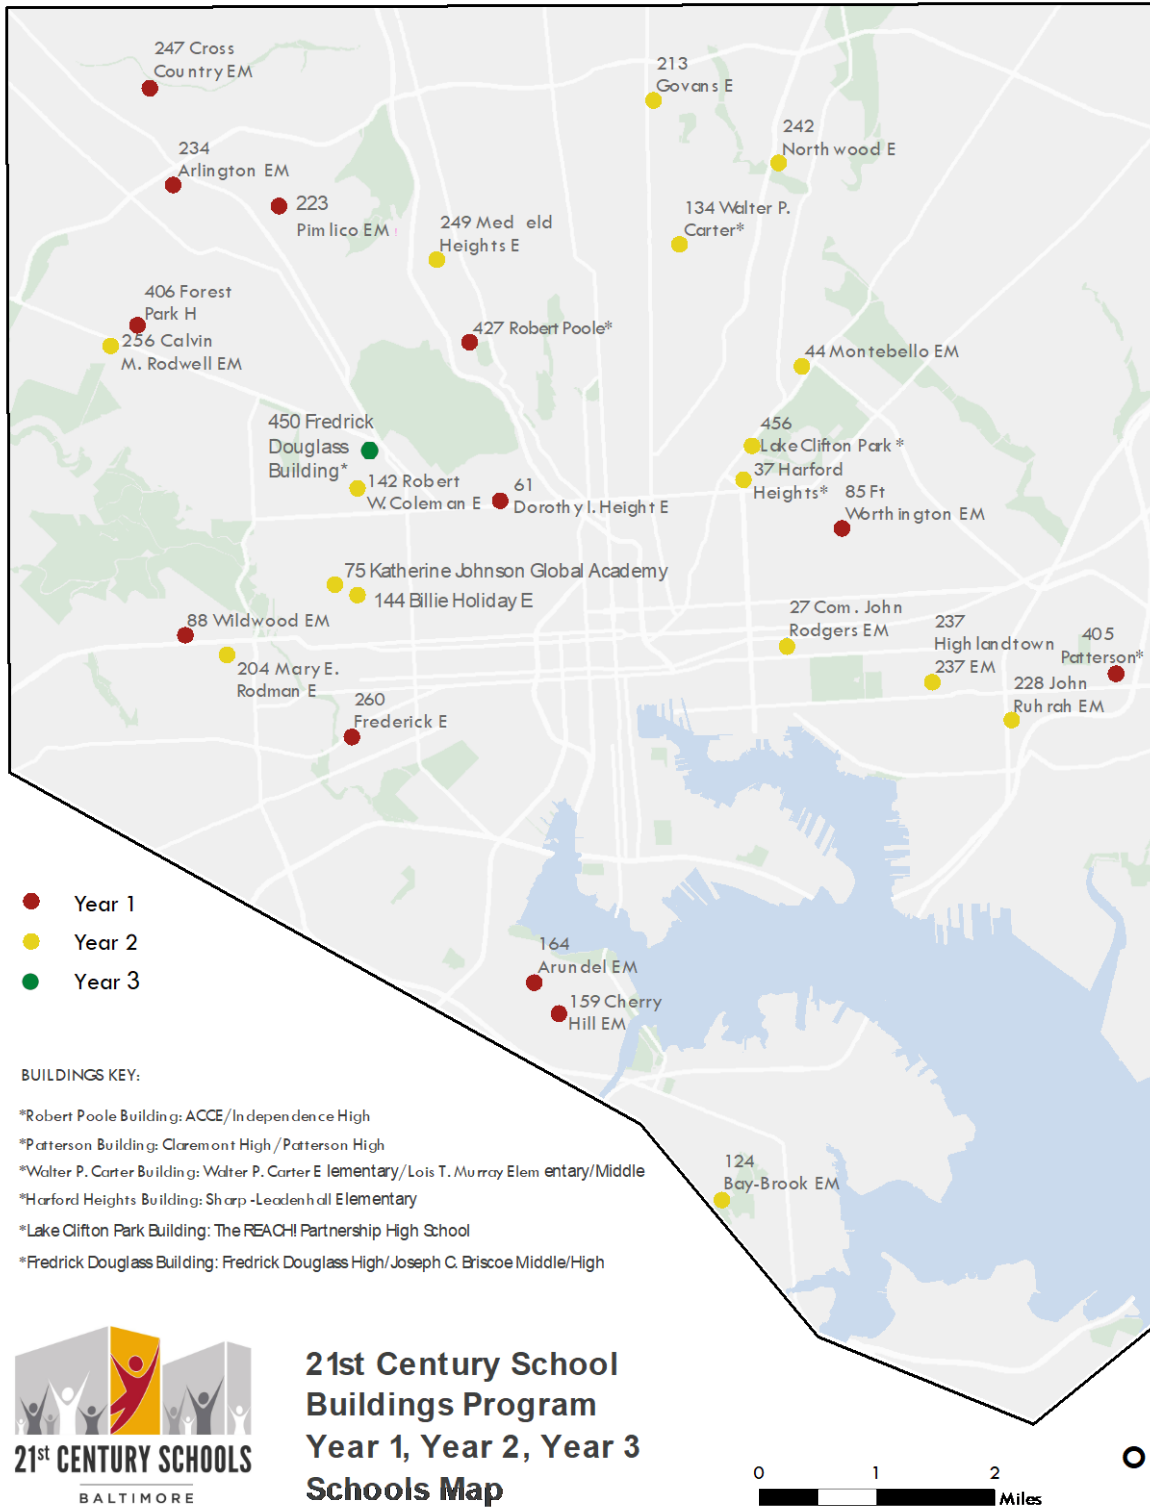 247 Cross
Country EM
213
Govans E
242
Northwood E
234
Arlington EM
223
Pimlico EM
249 Med eld
Heights E
134 Walter P.
Carter*
406 Forest
Park H
256 Calvin
M. Rodwell EM
427 Robert Poole*
44 Montebello EM
450 Fredrick
Douglass
Building*
456
Lake Clifton Park *
37 Harford
Heights*
142 Robert
W. Coleman E
61
Dorothy I. Height E
85 Ft
Worthington EM
75 Katherine Johnson Global Academy
144 Billie Holiday E
88 Wildwood EM
204 Mary E.
Rodman E
27 Com. John
Rodgers EM
237
Highlandtown
237 EM
405
Patterson*
228 John
Ruhrah EM
260
Frederick E
Year 1
Year 2
Year 3
164
Arundel EM
159 Cherry
Hill EM
BUILDINGS KEY:
*Robert Poole Building: ACCE/Independence High
*Patterson Building: Claremont High/Patterson High
*Walter P. Carter Building: Walter P. Carter Elementary/Lois T. Murray Elementary/Middle
*Harford Heights Building: Sharp-Leadenhall Elementary
*Lake Clifton Park Building: The REACH! Partnership High School
*Fredrick Douglass Building: Fredrick Douglass High/Joseph C. Briscoe Middle/High
124
Bay-Brook EM
21st CENTURY SCHOOLS
BALTIMORE
21st Century School
Buildings Program
Year 1, Year 2, Year 3
Schools Map
0 1 2
Miles